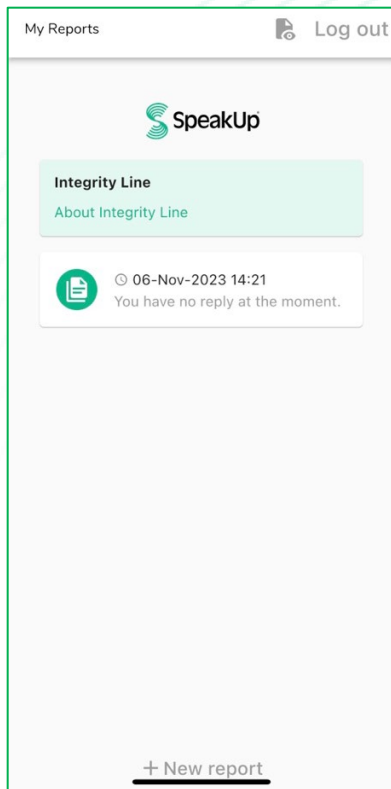 My Reports
Log out
SpeakUp
Integrity Line
About Integrity Line
06-Nov-2023 14:21
You have no reply at the moment.
+ New report